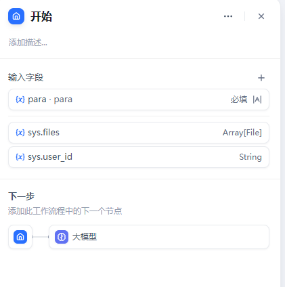 开始
添加描述...
输入字段
{x} para · para 必填
{x} sys.files Array[File]
{x} sys.user_id String
下一步
添加此工作流程中的下一个节点
大模型